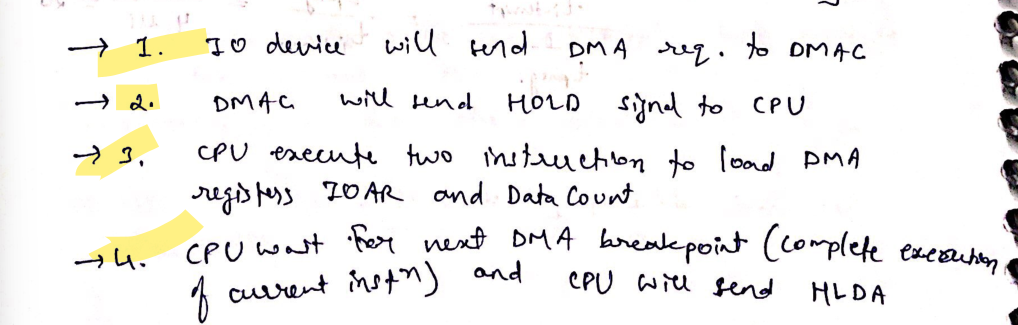 → 1. IO device will send DMA req. to DMAC
→ 2. DMAC will send HOLD signal to CPU
→ 3. CPU execute two instruction to load DMA
registers IOAR and Data Count
→ 4. CPU wait for next DMA breakpoint (complete execution
of current instn) and CPU will send HLDA